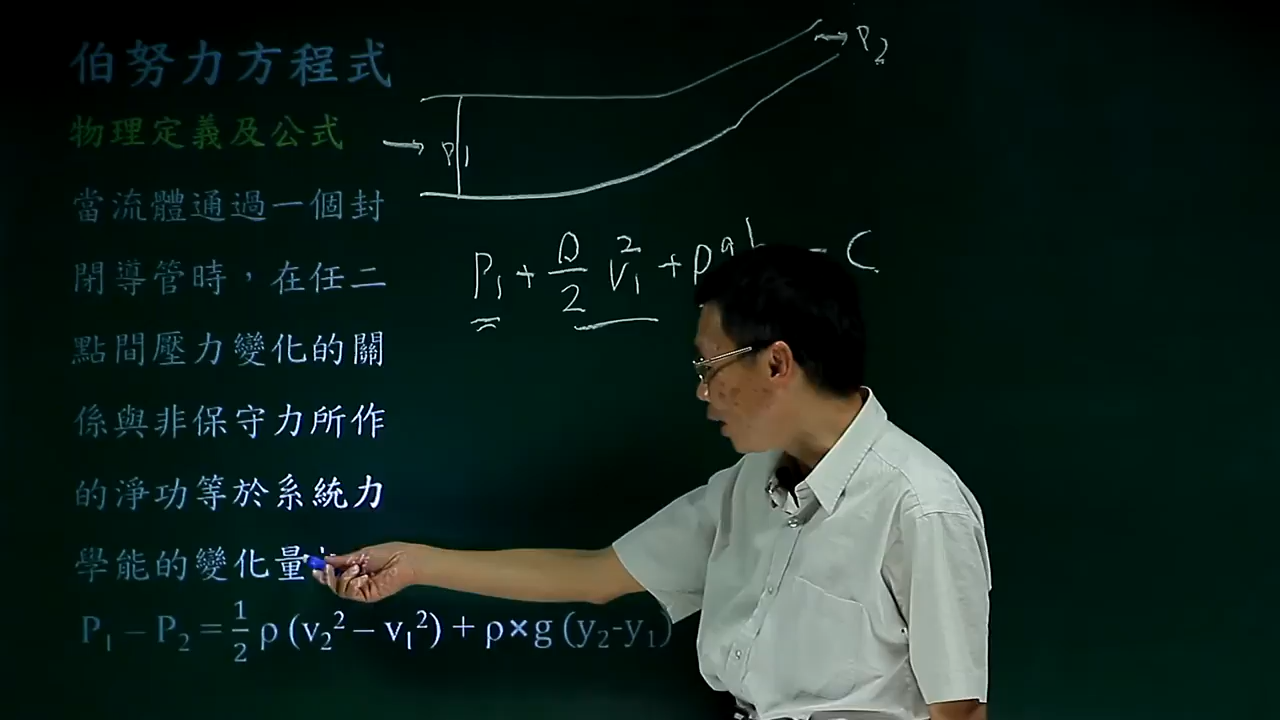 伯努力方程式
物理定義及公式
當流體通過一個封
閉導管時，在任二
點間壓力變化的關
係與非保守力所作
的淨功等於系統力
學能的變化量
P₁ – P₂ = ½ ρ (v₂² – v₁²) + ρ×g (y₂-y₁)
→ P₁
→ P₂
P₁ + ρ/2 v₁² + ρg = C